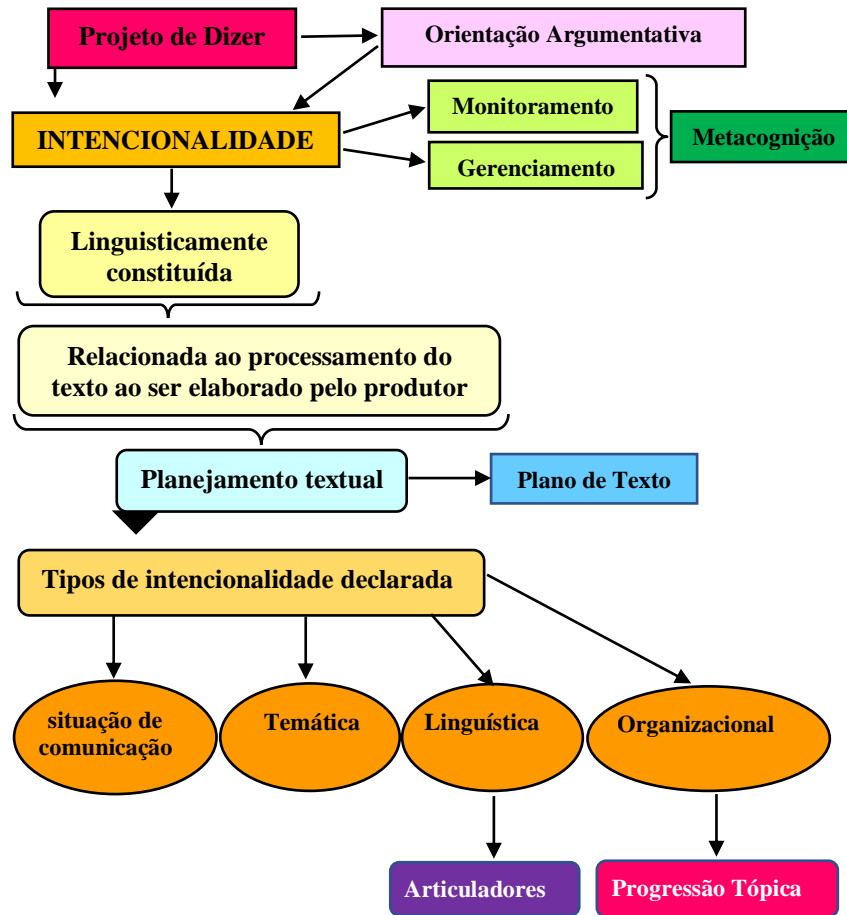 Projeto de Dizer
Orientação Argumentativa
INTENCIONALIDADE
Monitoramento
Gerenciamento
Metacognição
Linguisticamente
constituída
Relacionada ao processamento do
texto ao ser elaborado pelo produtor
Planejamento textual
Plano de Texto
Tipos de intencionalidade declarada
situação de
comunicação
Temática
Linguística
Organizacional
Articuladores
Progressão Tópica